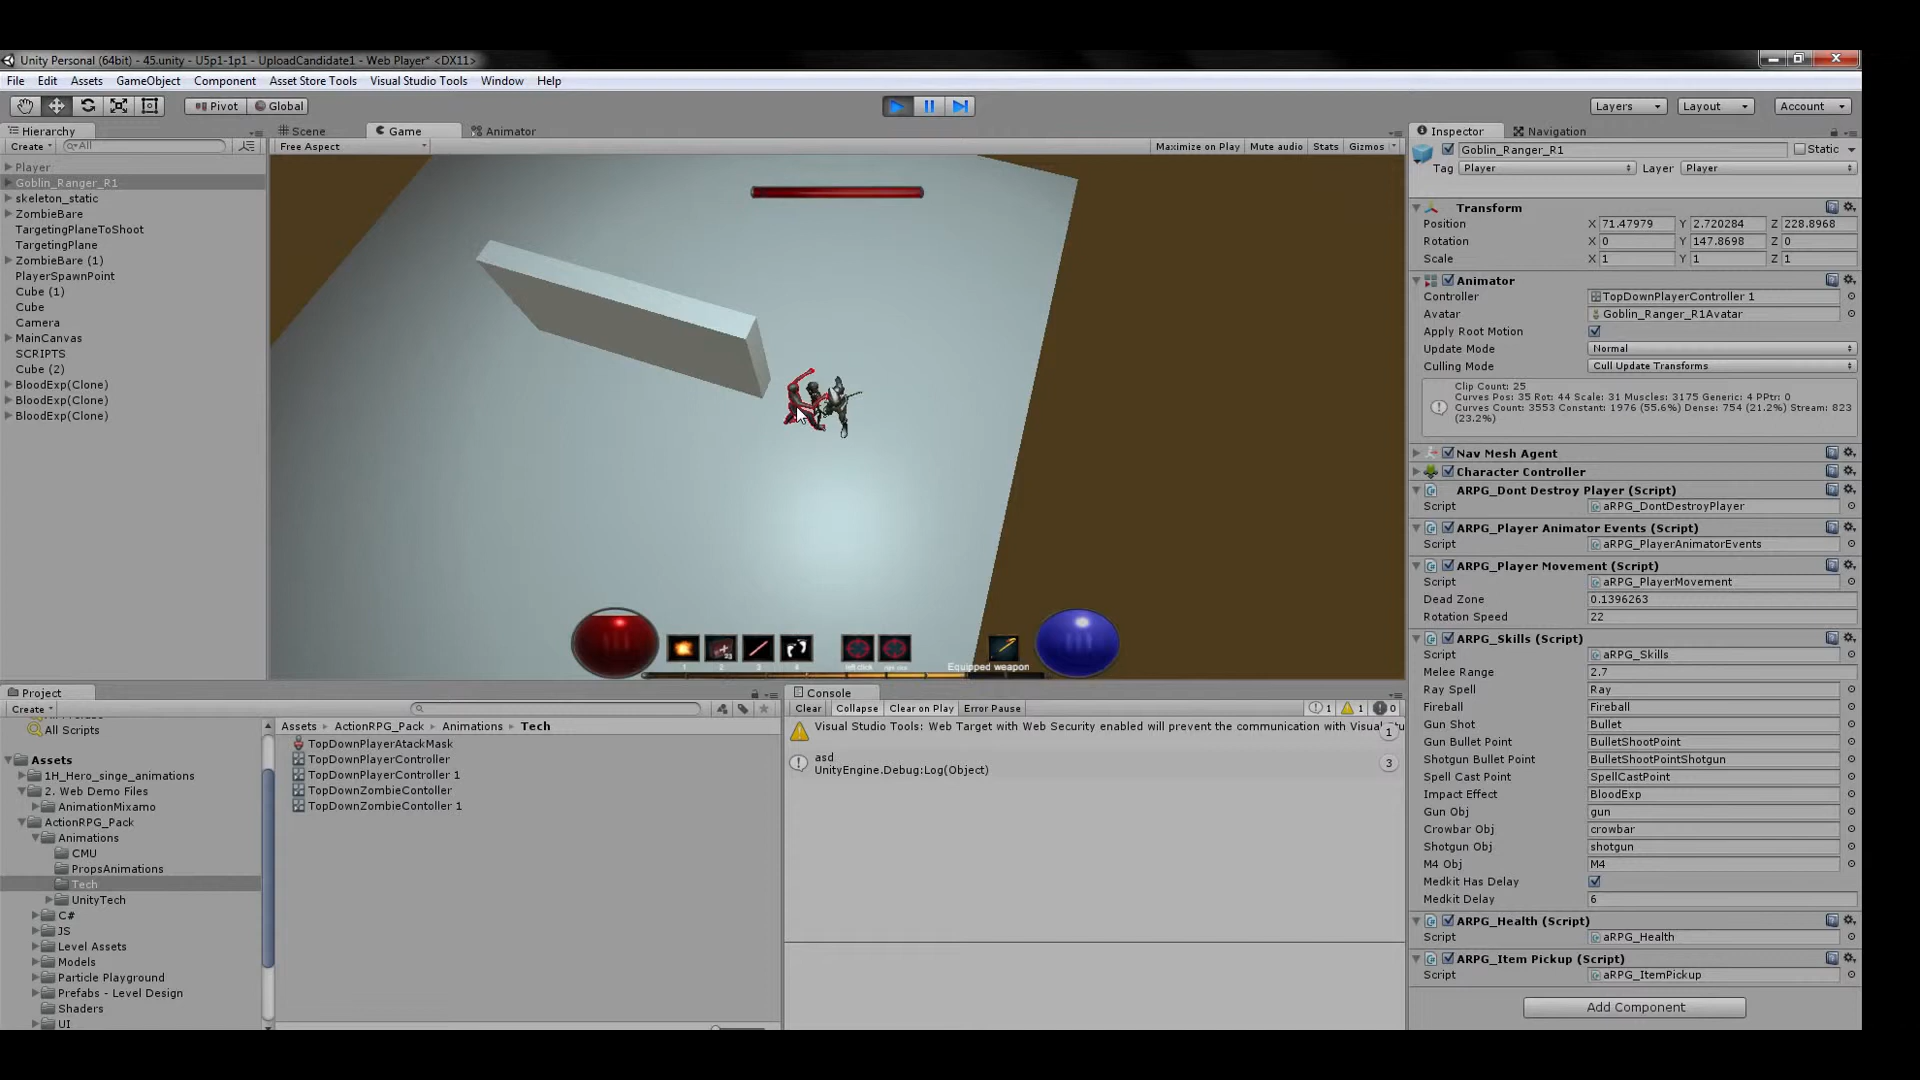 Unity Personal (64bit) - 45.unity - U5p1-1p1 - UploadCandidate1 - Web Player* <DX11>
File Edit Assets GameObject Component Asset Store Tools Visual Studio Tools Window Help
Pivot Global Layers Layout Account
Hierarchy
Create All
Player
Goblin_Ranger_R1
skeleton_static
ZombieBare
TargetingPlaneToShoot
TargetingPlane
ZombieBare (1)
PlayerSpawnPoint
Cube (1)
Cube
Camera
MainCanvas
SCRIPTS
Cube (2)
BloodExp(Clone)
BloodExp(Clone)
BloodExp(Clone)
Scene Game Animator
Free Aspect Maximize on Play Mute audio Stats Gizmos
23
1 2 3 4 left click
Equipped weapon
Inspector Navigation
Goblin_Ranger_R1 Static
Tag Player Layer Player
Transform
Position X 71.47979 Y 2.720284 Z 228.8968
Rotation X 0 Y 147.8698 Z 0
Scale X 1 Y 1 Z 1
Animator
Controller TopDownPlayerController 1
Avatar Goblin_Ranger_R1Avatar
Apply Root Motion
Update Mode Normal
Culling Mode Cull Update Transforms
Clip Count: 25
Curves Pos: 35 Rot: 44 Scale: 31 Muscles: 3175 Generic: 4 PPtr: 0
Curves Count: 3553 Constant: 1976 (55.6%) Dense: 754 (21.2%) Stream: 823
(23.2%)
Nav Mesh Agent
Character Controller
ARPG_Dont Destroy Player (Script)
Script aRPG_DontDestroyPlayer
ARPG_Player Animator Events (Script)
Script aRPG_PlayerAnimatorEvents
ARPG_Player Movement (Script)
Script aRPG_PlayerMovement
Dead Zone 0.1396263
Rotation Speed 22
ARPG_Skills (Script)
Script aRPG_Skills
Melee Range 2.7
Ray Spell Ray
Fireball Fireball
Gun Shot Bullet
Gun Bullet Point BulletShootPoint
Shotgun Bullet Point BulletShootPointShotgun
Spell Cast Point SpellCastPoint
Impact Effect BloodExp
Gun Obj gun
Crowbar Obj crowbar
Shotgun Obj shotgun
M4 Obj M4
Medkit Has Delay
Medkit Delay 6
ARPG_Health (Script)
Script aRPG_Health
ARPG_Item Pickup (Script)
Script aRPG_ItemPickup
Add Component
Project
Create
All Scripts
Assets
1H_Hero_singe_animations
2. Web Demo Files
AnimationMixamo
ActionRPG_Pack
Animations
CMU
PropsAnimations
Tech
UnityTech
C#
JS
Level Assets
Models
Particle Playground
Prefabs - Level Design
Shaders
UI
Assets ActionRPG_Pack Animations Tech
TopDownPlayerAtackMask
TopDownPlayerController
TopDownPlayerController 1
TopDownZombieContoller
TopDownZombieContoller 1
Console
Clear Collapse Clear on Play Error Pause 1 1 0
Visual Studio Tools: Web Target with Web Security enabled will prevent the communication with Visual 1
asd
UnityEngine.Debug:Log(Object) 3